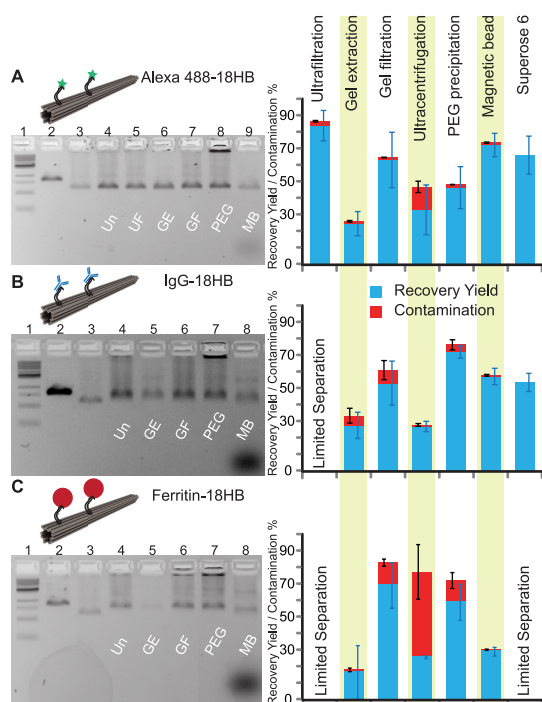 A
Alexa 488-18HB
1 2 3 4 5 6 7 8 9
Un UF GE GF PEG MB
Ultrafiltration
Gel extraction
Gel filtration
Ultracentrifugation
PEG precipitation
Magnetic bead
Superose 6
Recovery Yield / Contamination %
90
70
50
30
0
B
IgG-18HB
1 2 3 4 5 6 7 8
Un GE GF PEG MB
Recovery Yield
Contamination
Recovery Yield / Contamination %
90
70
50
30
0
Limited Separation
C
Ferritin-18HB
1 2 3 4 5 6 7 8
Un GE GF PEG MB
Recovery Yield / Contamination %
90
70
50
30
0
Limited Separation
Limited Separation